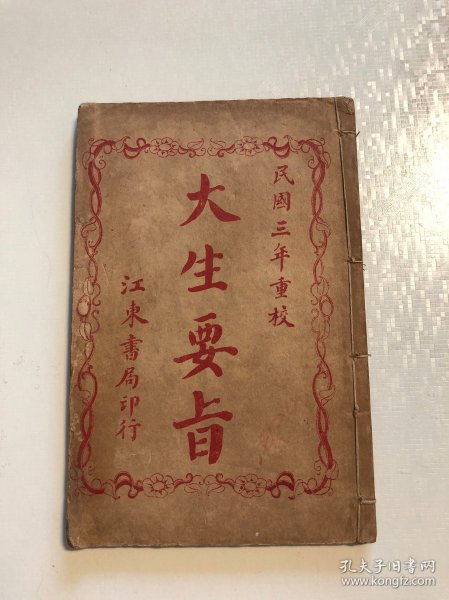 民國三年重校
大生要旨
江東書局印行
孔夫子旧书网
www.kongfz.com